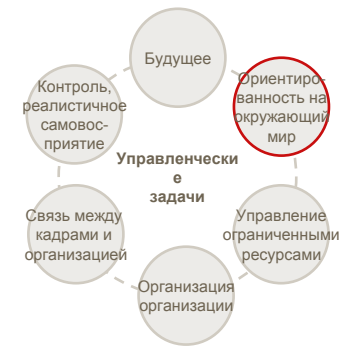 Будущее
Ориентиро-
ванность на
окружающий
мир
Контроль,
реалистичное
самовос-
приятие
Управленчески
е
задачи
Связь между
кадрами и
организацией
Управление
ограниченными
ресурсами
Организация
организации